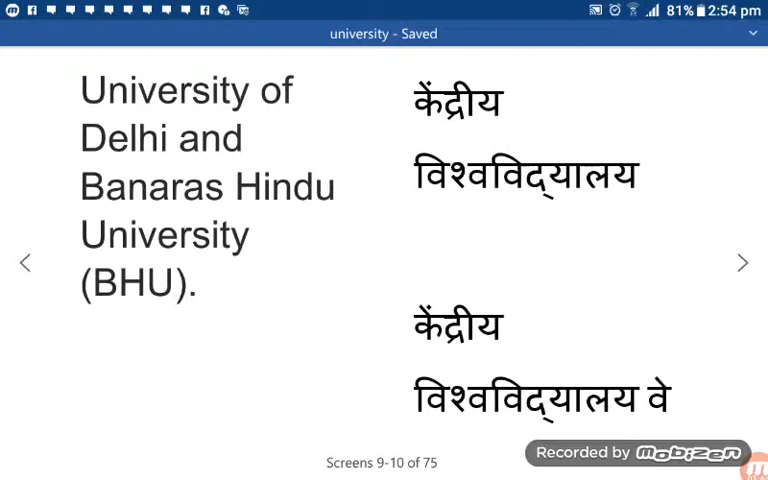 81% 2:54 pm
university - Saved
University of
Delhi and
Banaras Hindu
University
(BHU).
केंद्रीय
विश्वविद्‌यालय
केंद्रीय
विश्वविद्‌यालय वे
Screens 9-10 of 75
Recorded by mobizen